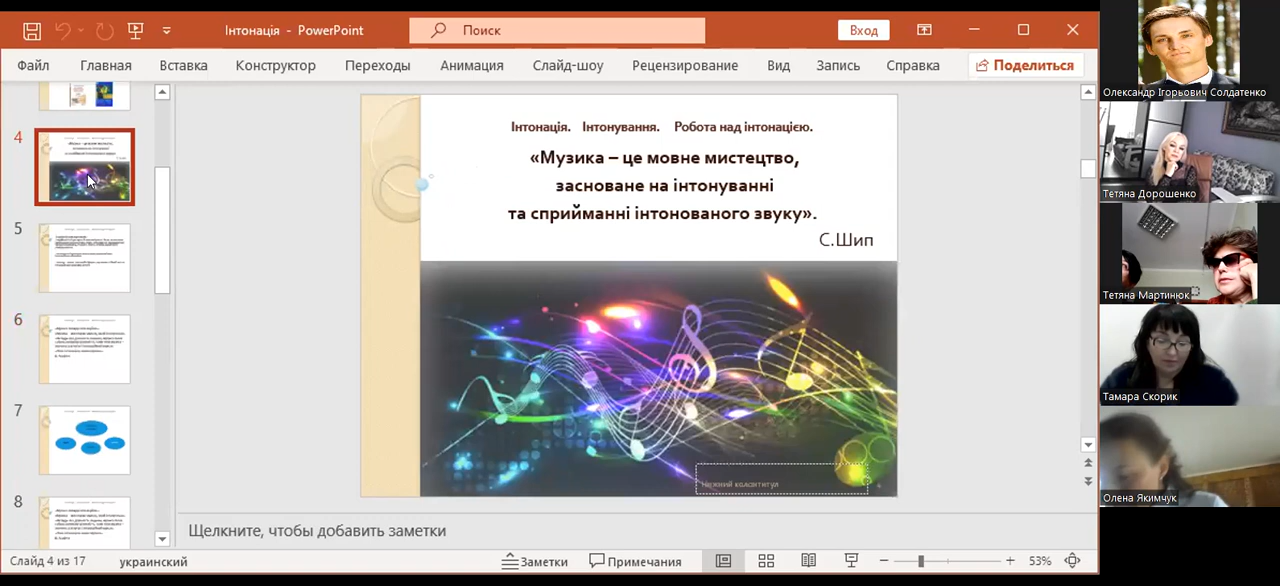 Інтонація - PowerPoint
Поиск
Вход
Файл
Главная
Вставка
Конструктор
Переходы
Анимация
Слайд-шоу
Рецензирование
Вид
Запись
Справка
Поделиться
4
5
6
7
8
Інтонація. Інтонування. Робота над інтонацією.
«Музика – це мовне мистецтво,
засноване на інтонуванні
та сприйманні інтонованого звуку».
С.Шип
Нижний колонтитул
Щелкните, чтобы добавить заметки
Слайд 4 из 17
украинский
Заметки
Примечания
53%
Олександр Ігорьович Солдатенко
Тетяна Дорошенко
Тетяна Мартинюк
Тамара Скорик
Олена Якимчук